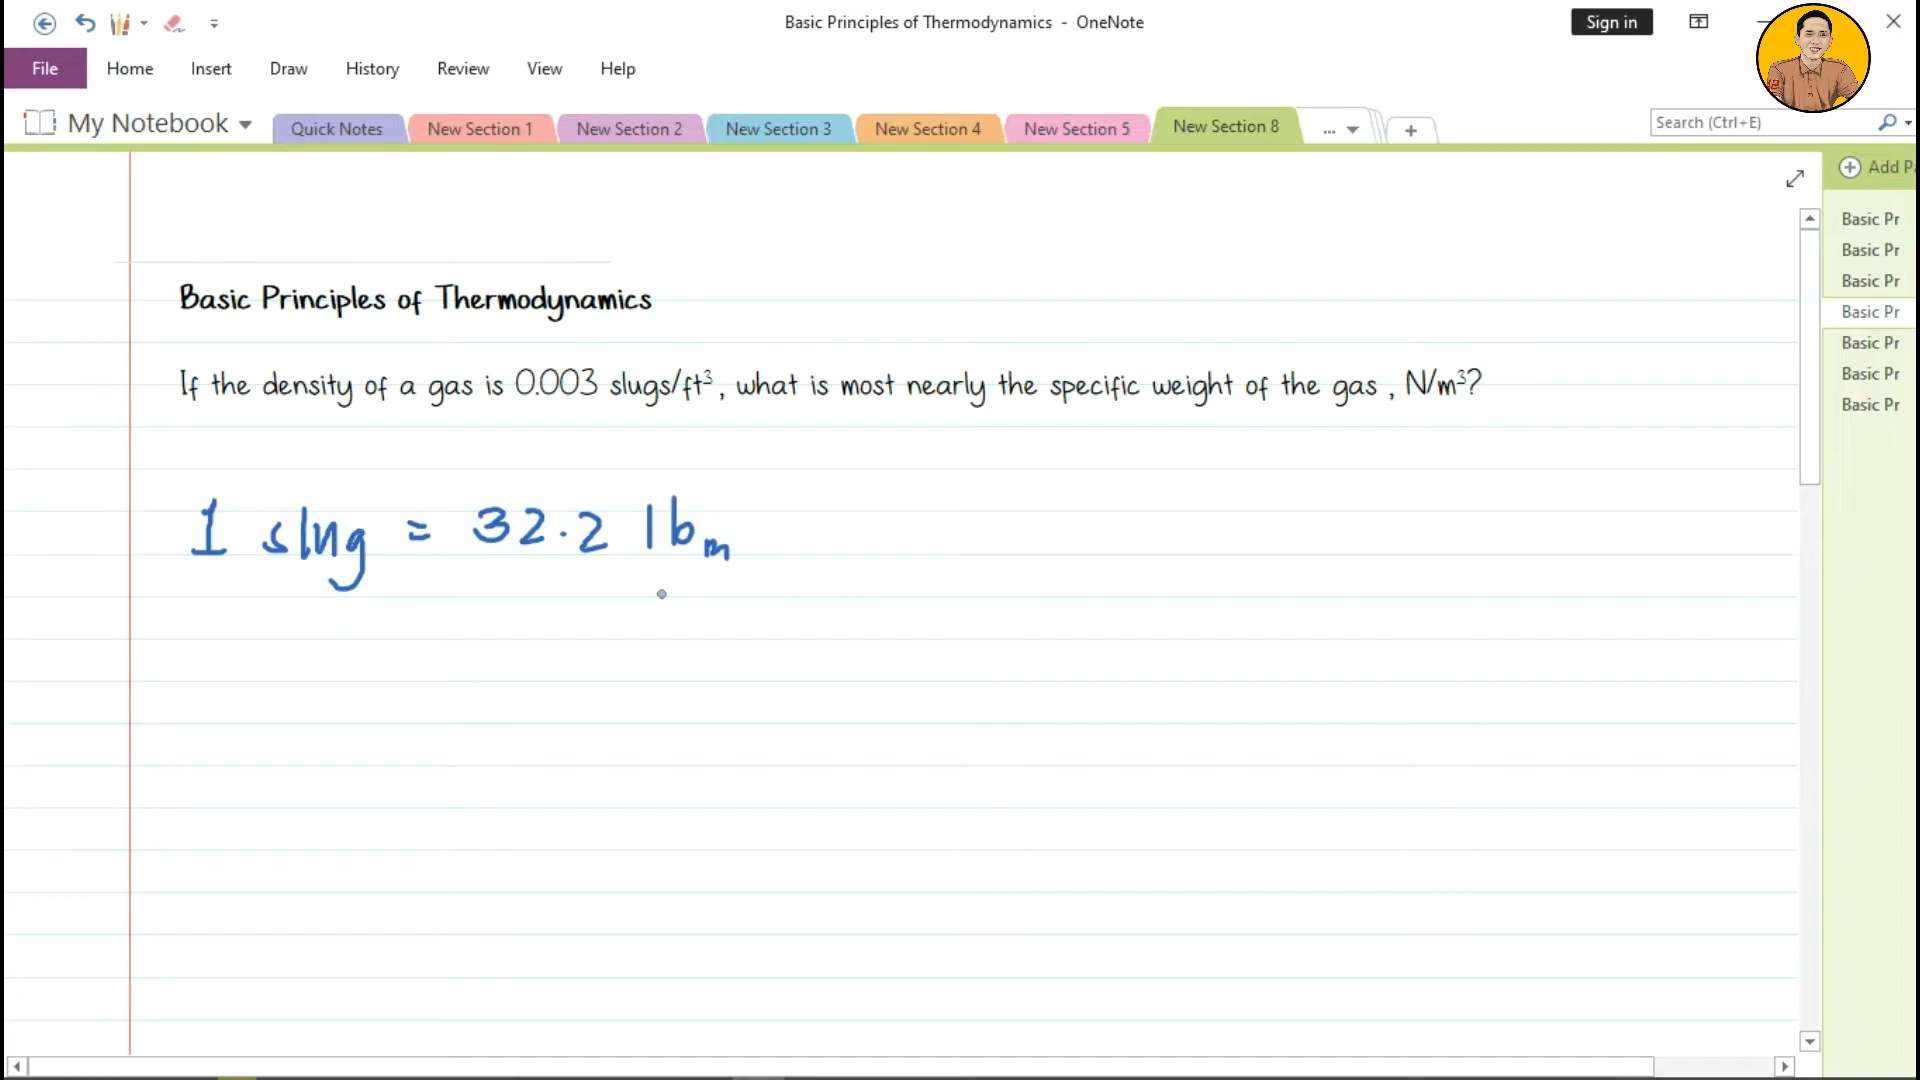 Basic Principles of Thermodynamics - OneNote
Sign in
File Home Insert Draw History Review View Help
My Notebook Quick Notes New Section 1 New Section 2 New Section 3 New Section 4 New Section 5 New Section 8 ... + Search (Ctrl+E)
Add P
Basic Pr
Basic Pr
Basic Pr
Basic Pr
Basic Pr
Basic Pr
Basic Pr
Basic Principles of Thermodynamics
If the density of a gas is 0.003 slugs/ft³, what is most nearly the specific weight of the gas , N/m³?
1 slug = 32.2 lbₘ